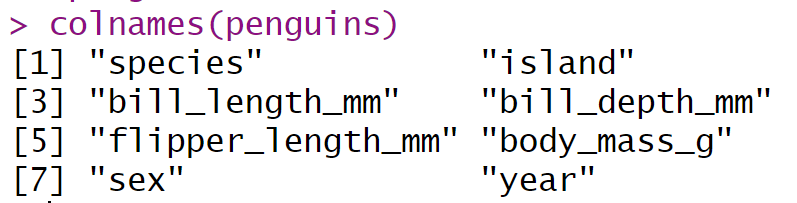 > colnames(penguins)
[1] "species"           "island"
[3] "bill_length_mm"    "bill_depth_mm"
[5] "flipper_length_mm" "body_mass_g"
[7] "sex"               "year"